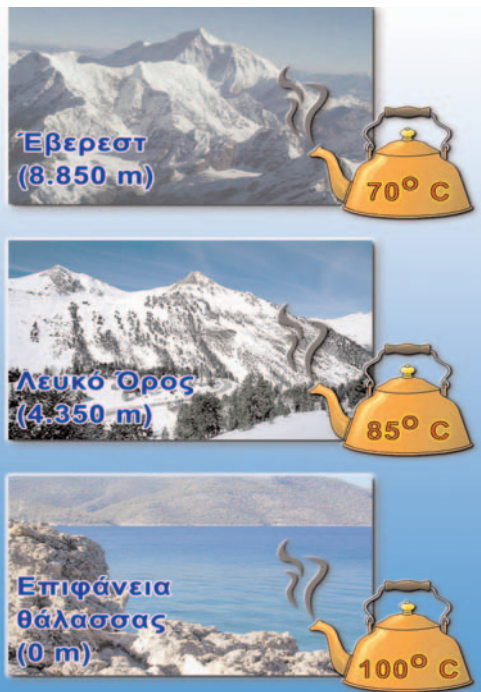 Έβερεστ
(8.850 m)
70° C
Λευκό Όρος
(4.350 m)
85° C
Επιφάνεια
θάλασσας
(0 m)
100° C